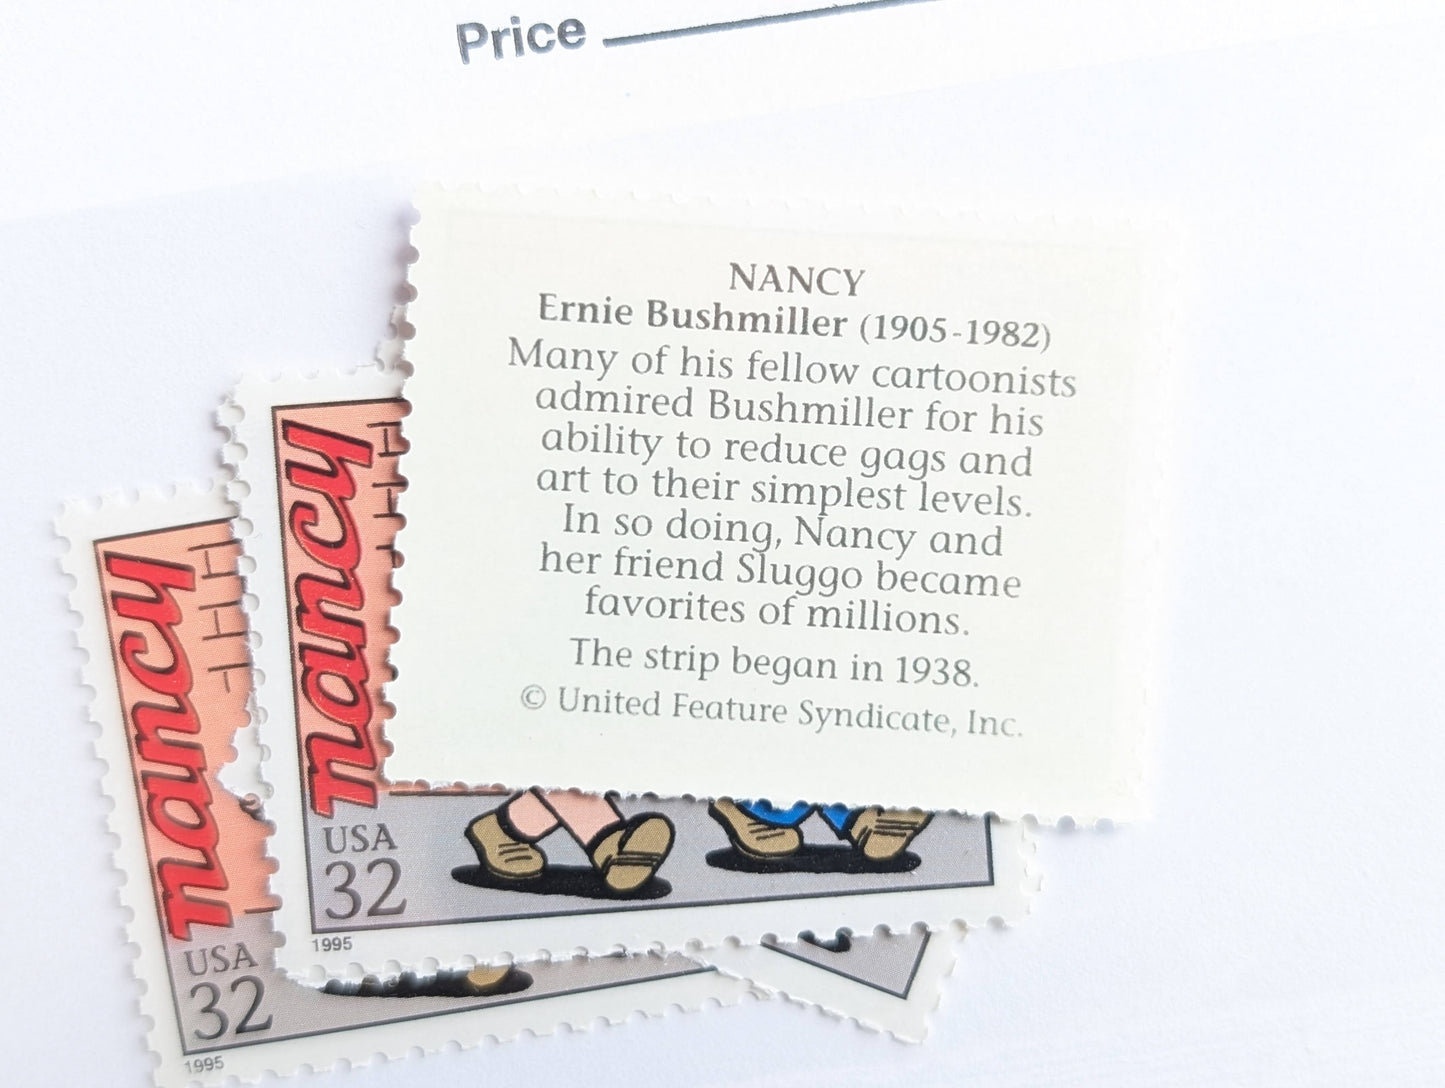 Price
NANCY
Ernie Bushmiller (1905-1982)
Many of his fellow cartoonists
admired Bushmiller for his
ability to reduce gags and
art to their simplest levels.
In so doing, Nancy and
her friend Sluggo became
favorites of millions.
The strip began in 1938.
© United Feature Syndicate, Inc.
nancy
USA
32
1995
nancy
USA
32
1995